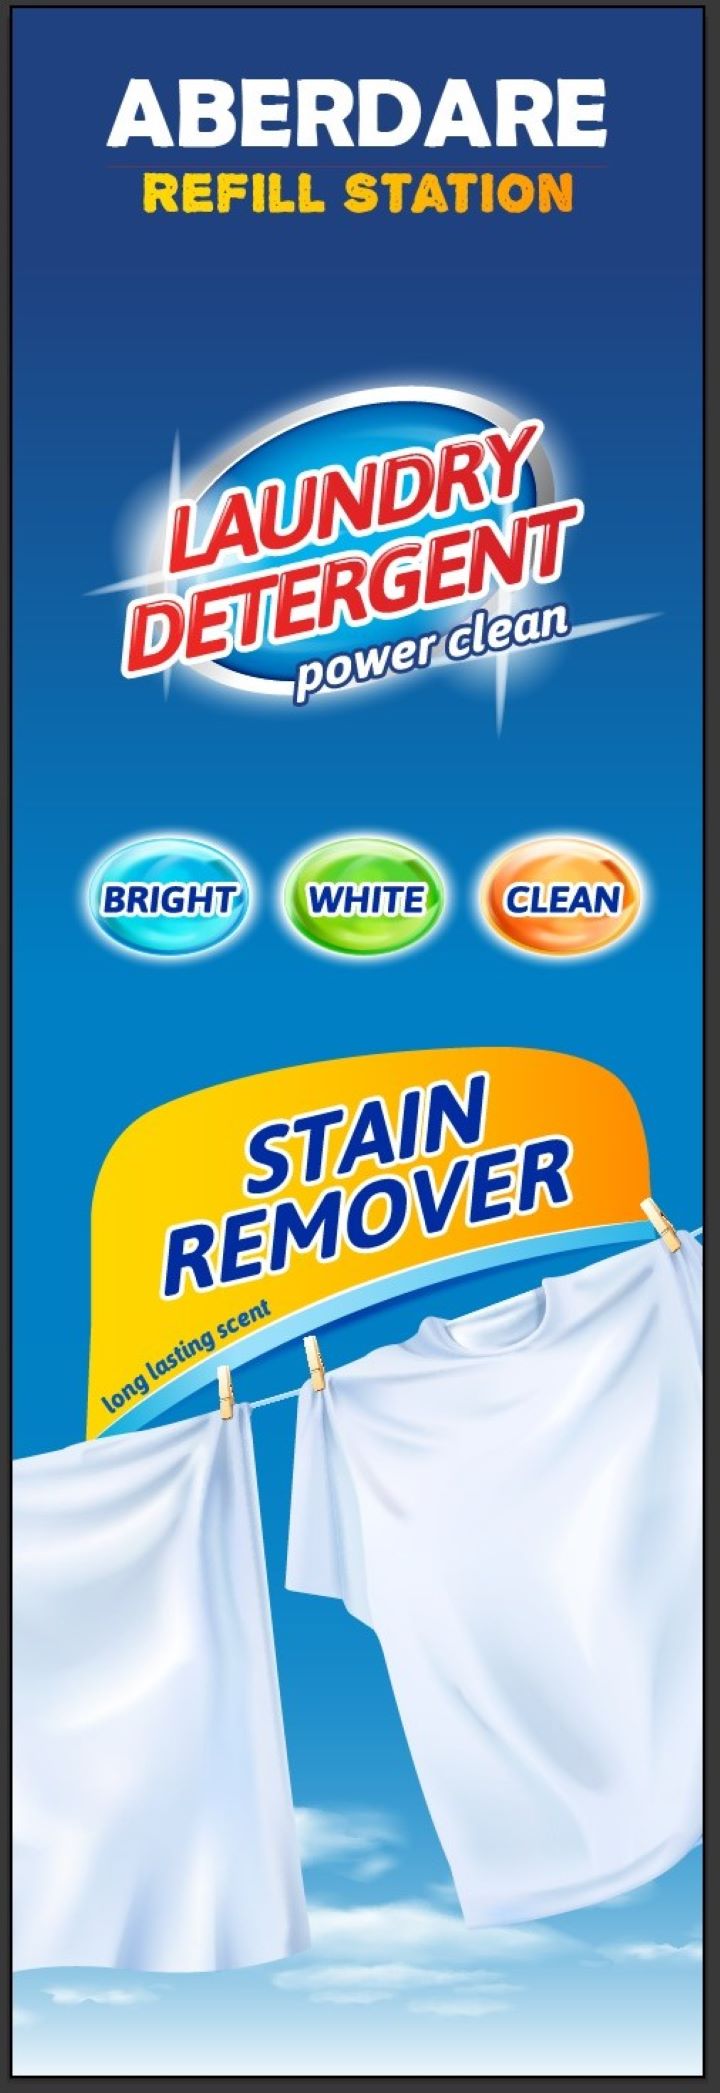 ABERDARE
REFILL STATION
LAUNDRY
DETERGENT
power clean
BRIGHT
WHITE
CLEAN
STAIN
REMOVER
long lasting scent